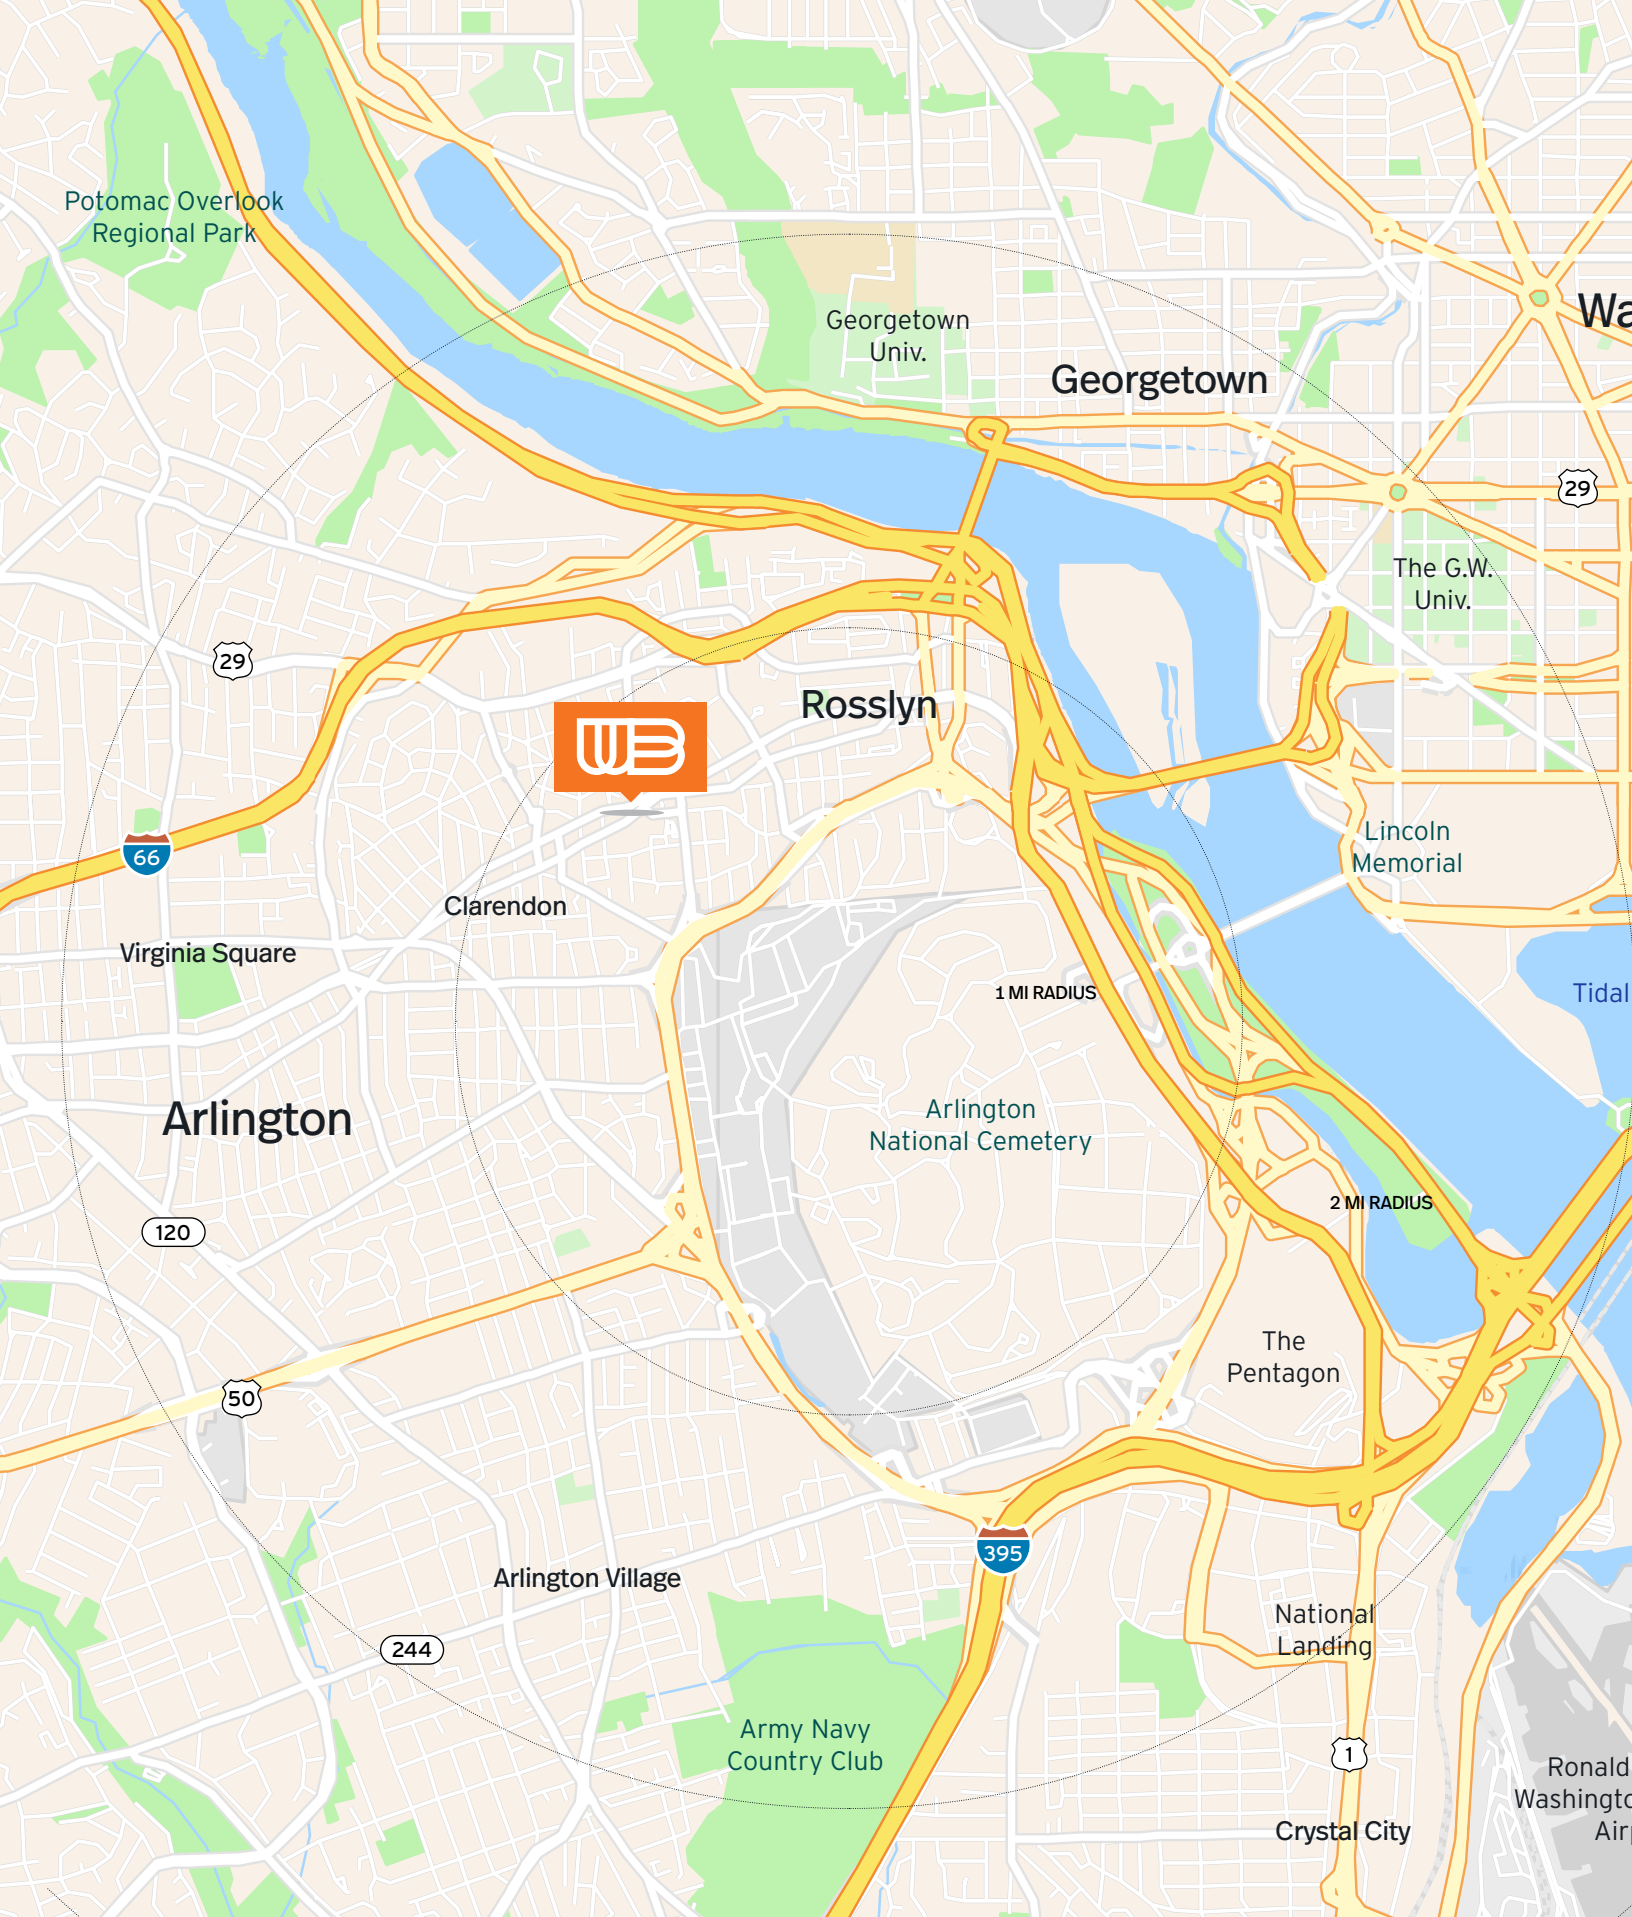 Potomac Overlook
Regional Park
Georgetown
Univ.
Wa
Georgetown
29
The G.W.
Univ.
29
Rosslyn
WB
66
Lincoln
Memorial
Clarendon
Virginia Square
1 MI RADIUS
Tidal
Arlington
Arlington
National Cemetery
2 MI RADIUS
120
The
Pentagon
50
395
Arlington Village
National
Landing
244
Army Navy
Country Club
1
Ronald
Washingto
Air
Crystal City